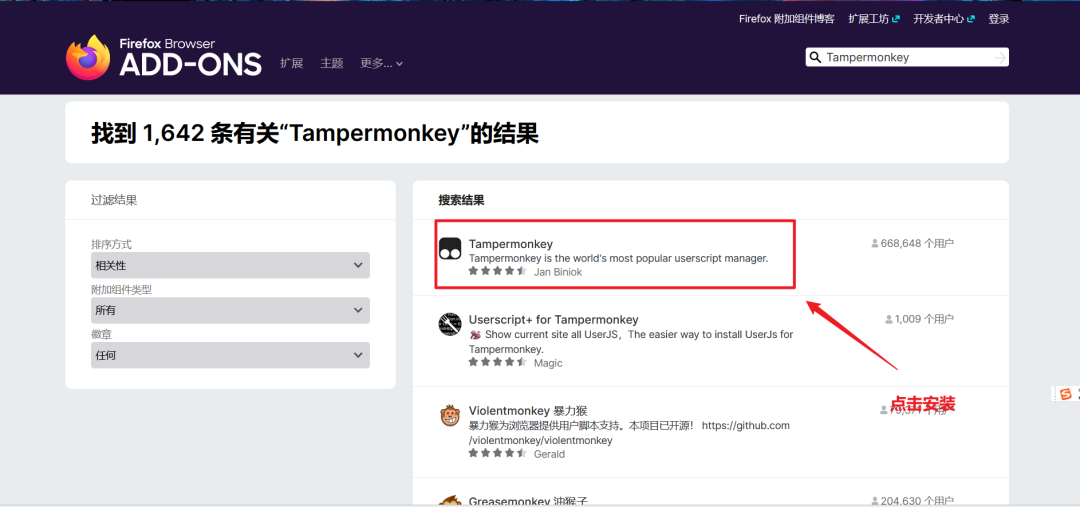 Firefox 附加组件博客 扩展工坊 开发者中心 登录
Firefox Browser
ADD-ONS
扩展 主题 更多...
Tampermonkey
找到 1,642 条有关“Tampermonkey”的结果
过滤结果
排序方式
相关性
附加组件类型
所有
徽章
任何
搜索结果
Tampermonkey
668,648 个用户
Tampermonkey is the world's most popular userscript manager.
Jan Biniok
Userscript+ for Tampermonkey
1,009 个用户
Show current site all UserJS，The easier way to install UserJs for
Tampermonkey.
Magic
点击安装
Violentmonkey 暴力猴
暴力猴为浏览器提供用户脚本支持。本项目已开源！ https://github.com
/violentmonkey/violentmonkey
Gerald
Greasemonkey 油猴子
204,630 个用户